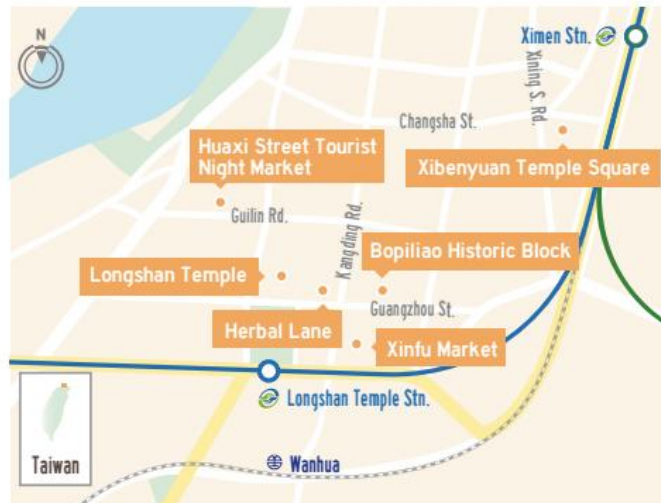 N
Ximen Stn.
Xining S. Rd.
Changsha St.
Huaxi Street Tourist
Night Market
Xibenyuan Temple Square
Guilin Rd.
Kangding Rd.
Bopiliao Historic Block
Longshan Temple
Guangzhou St.
Herbal Lane
Xinfu Market
Longshan Temple Stn.
Taiwan
Wanhua